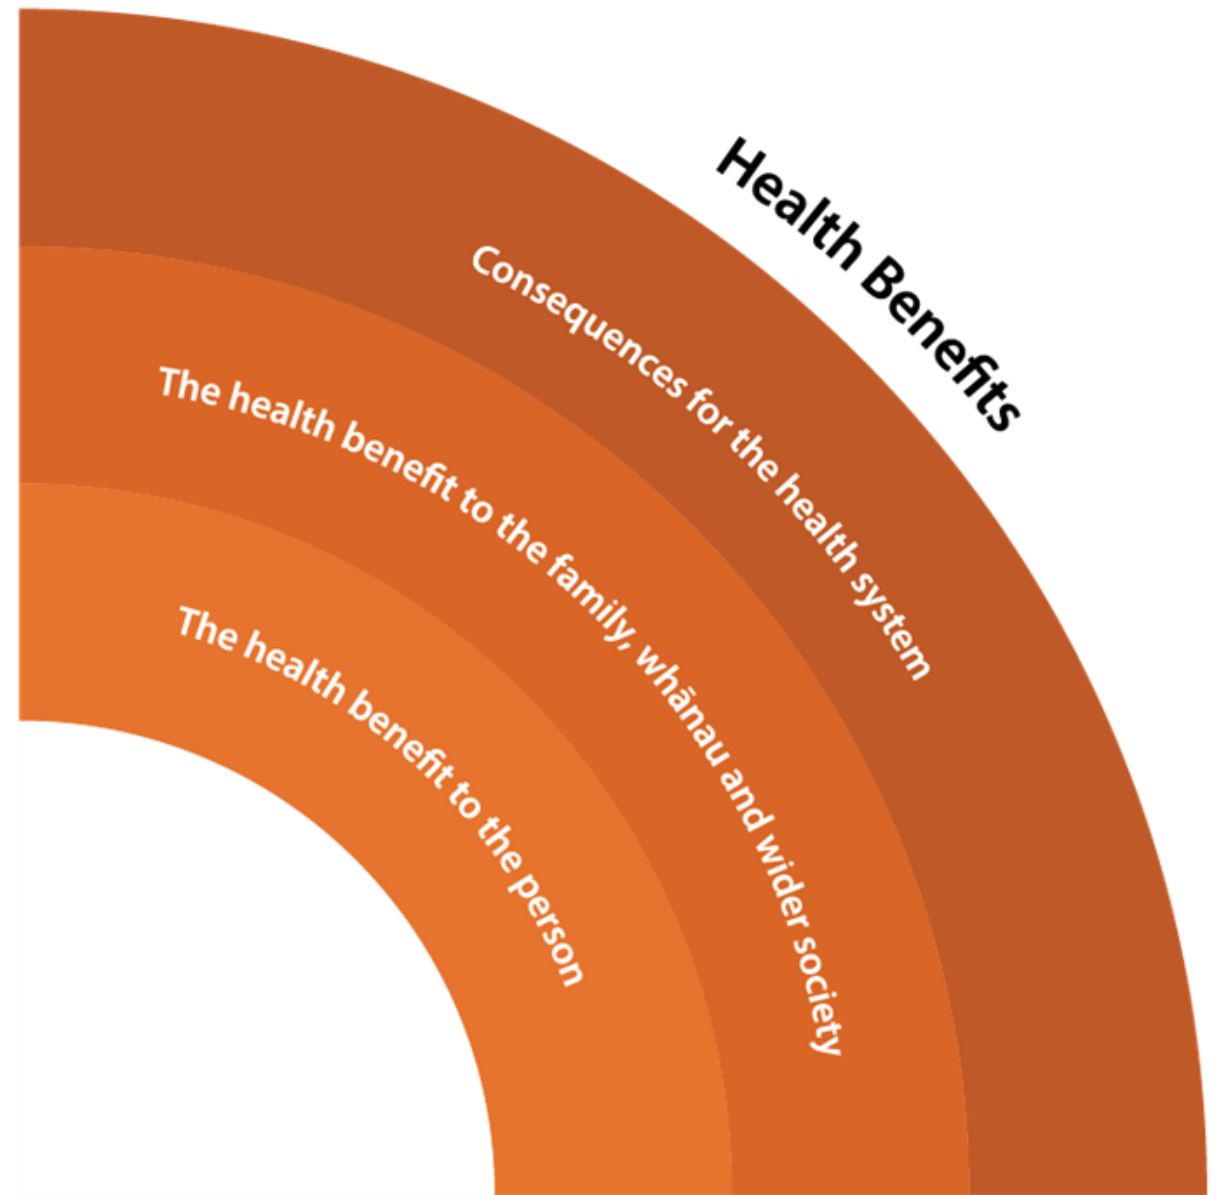 Health Benefits
Consequences for the health system
The health benefit to the family, whānau and wider society
The health benefit to the person